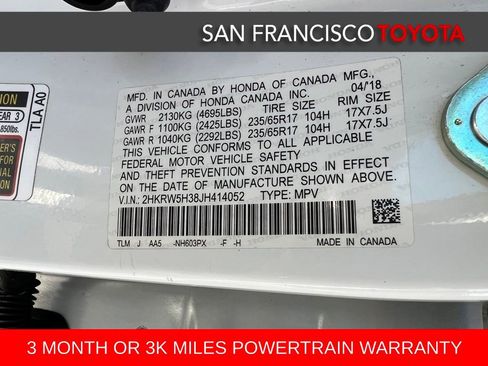 SAN FRANCISCO TOYOTA
MFD. IN CANADA BY HONDA OF CANADA MFG.,
A DIVISION OF HONDA CANADA INC. 04/18
GVWR 2130KG (4695LBS) TIRE SIZE RIM SIZE
GAWR F 1100KG (2425LBS) 235/65R17 104H 17X7.5J
GAWR R 1040KG (2292LBS) 235/65R17 104H 17X7.5J
THIS VEHICLE CONFORMS TO ALL APPLICABLE
FEDERAL MOTOR VEHICLE SAFETY
AND THEFT PREVENTION STANDARDS IN EFFECT
ON THE DATE OF MANUFACTURE SHOWN ABOVE.
V.I.N.: 2HKRW5H38JH414052 TYPE: MPV
TLM J AA5 -NH603PX -F -H MADE IN CANADA
EAR 3
850lbs.
TLA A0
3 MONTH OR 3K MILES POWERTRAIN WARRANTY